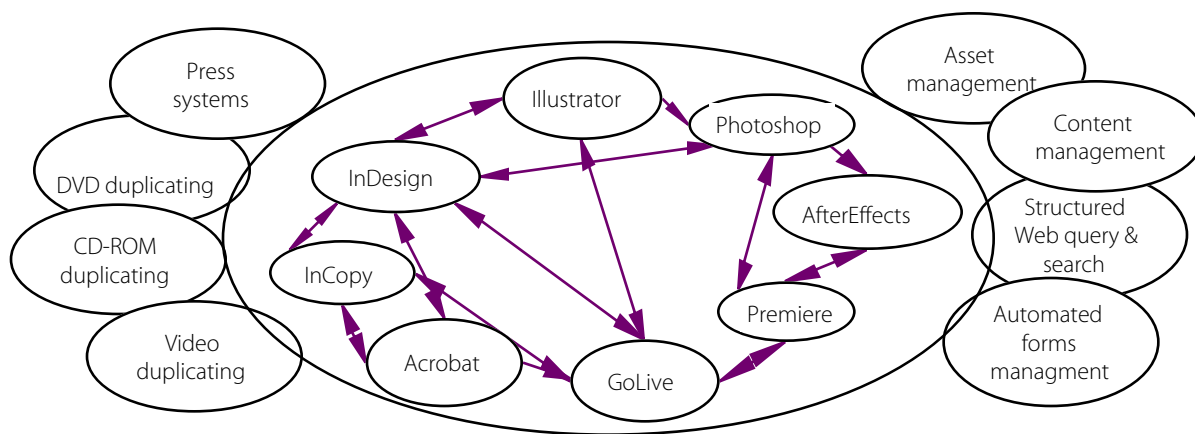 Press
systems
DVD duplicating
CD-ROM
duplicating
Video
duplicating
Illustrator
Photoshop
InDesign
AfterEffects
InCopy
Premiere
Acrobat
GoLive
Asset
management
Content
management
Structured
Web query &
search
Automated
forms
managment